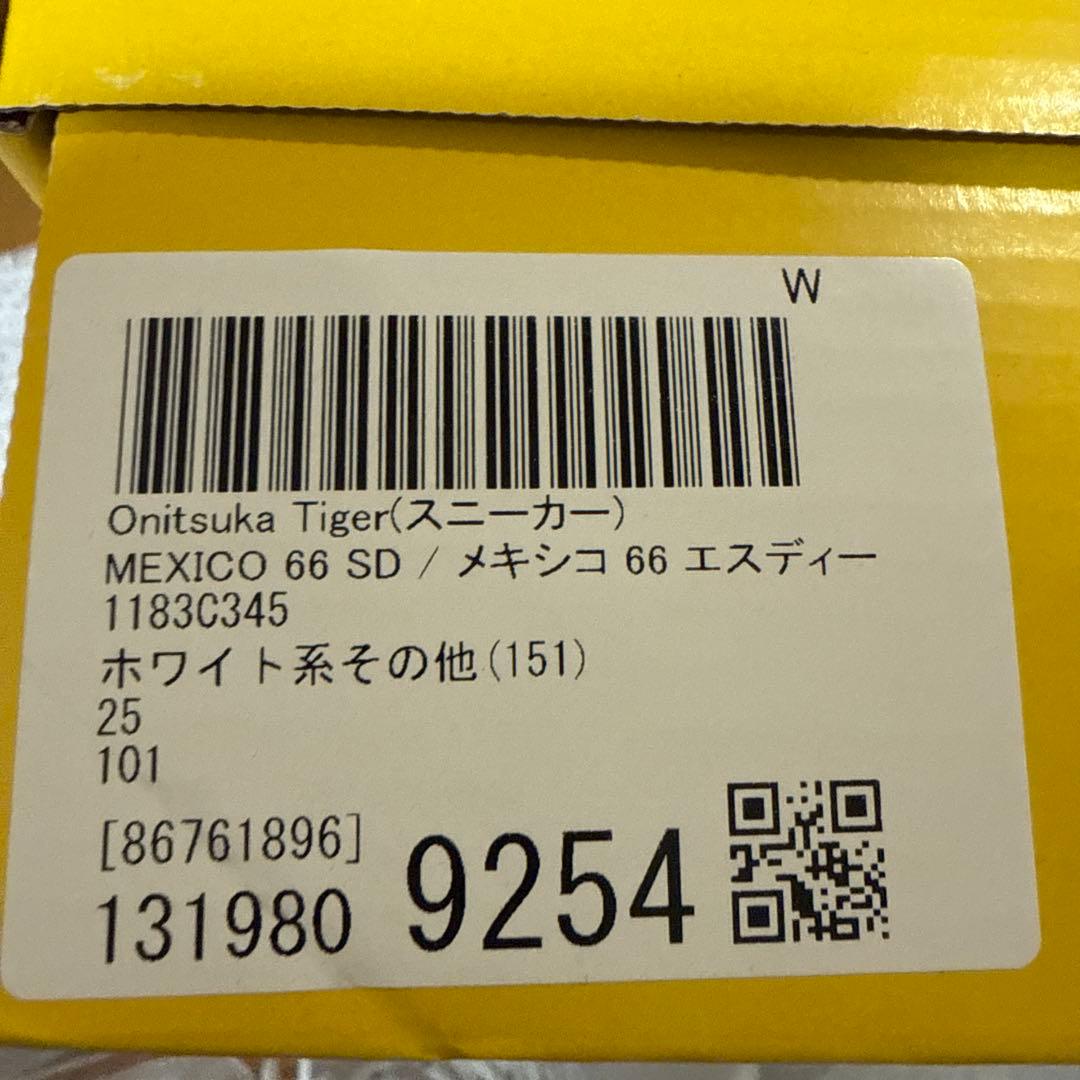 W
Onitsuka Tiger(スニーカー)
MEXICO 66 SD / メキシコ 66 エスディー
1183C345
ホワイト系その他(151)
25
101
[86761896]
131980 9254